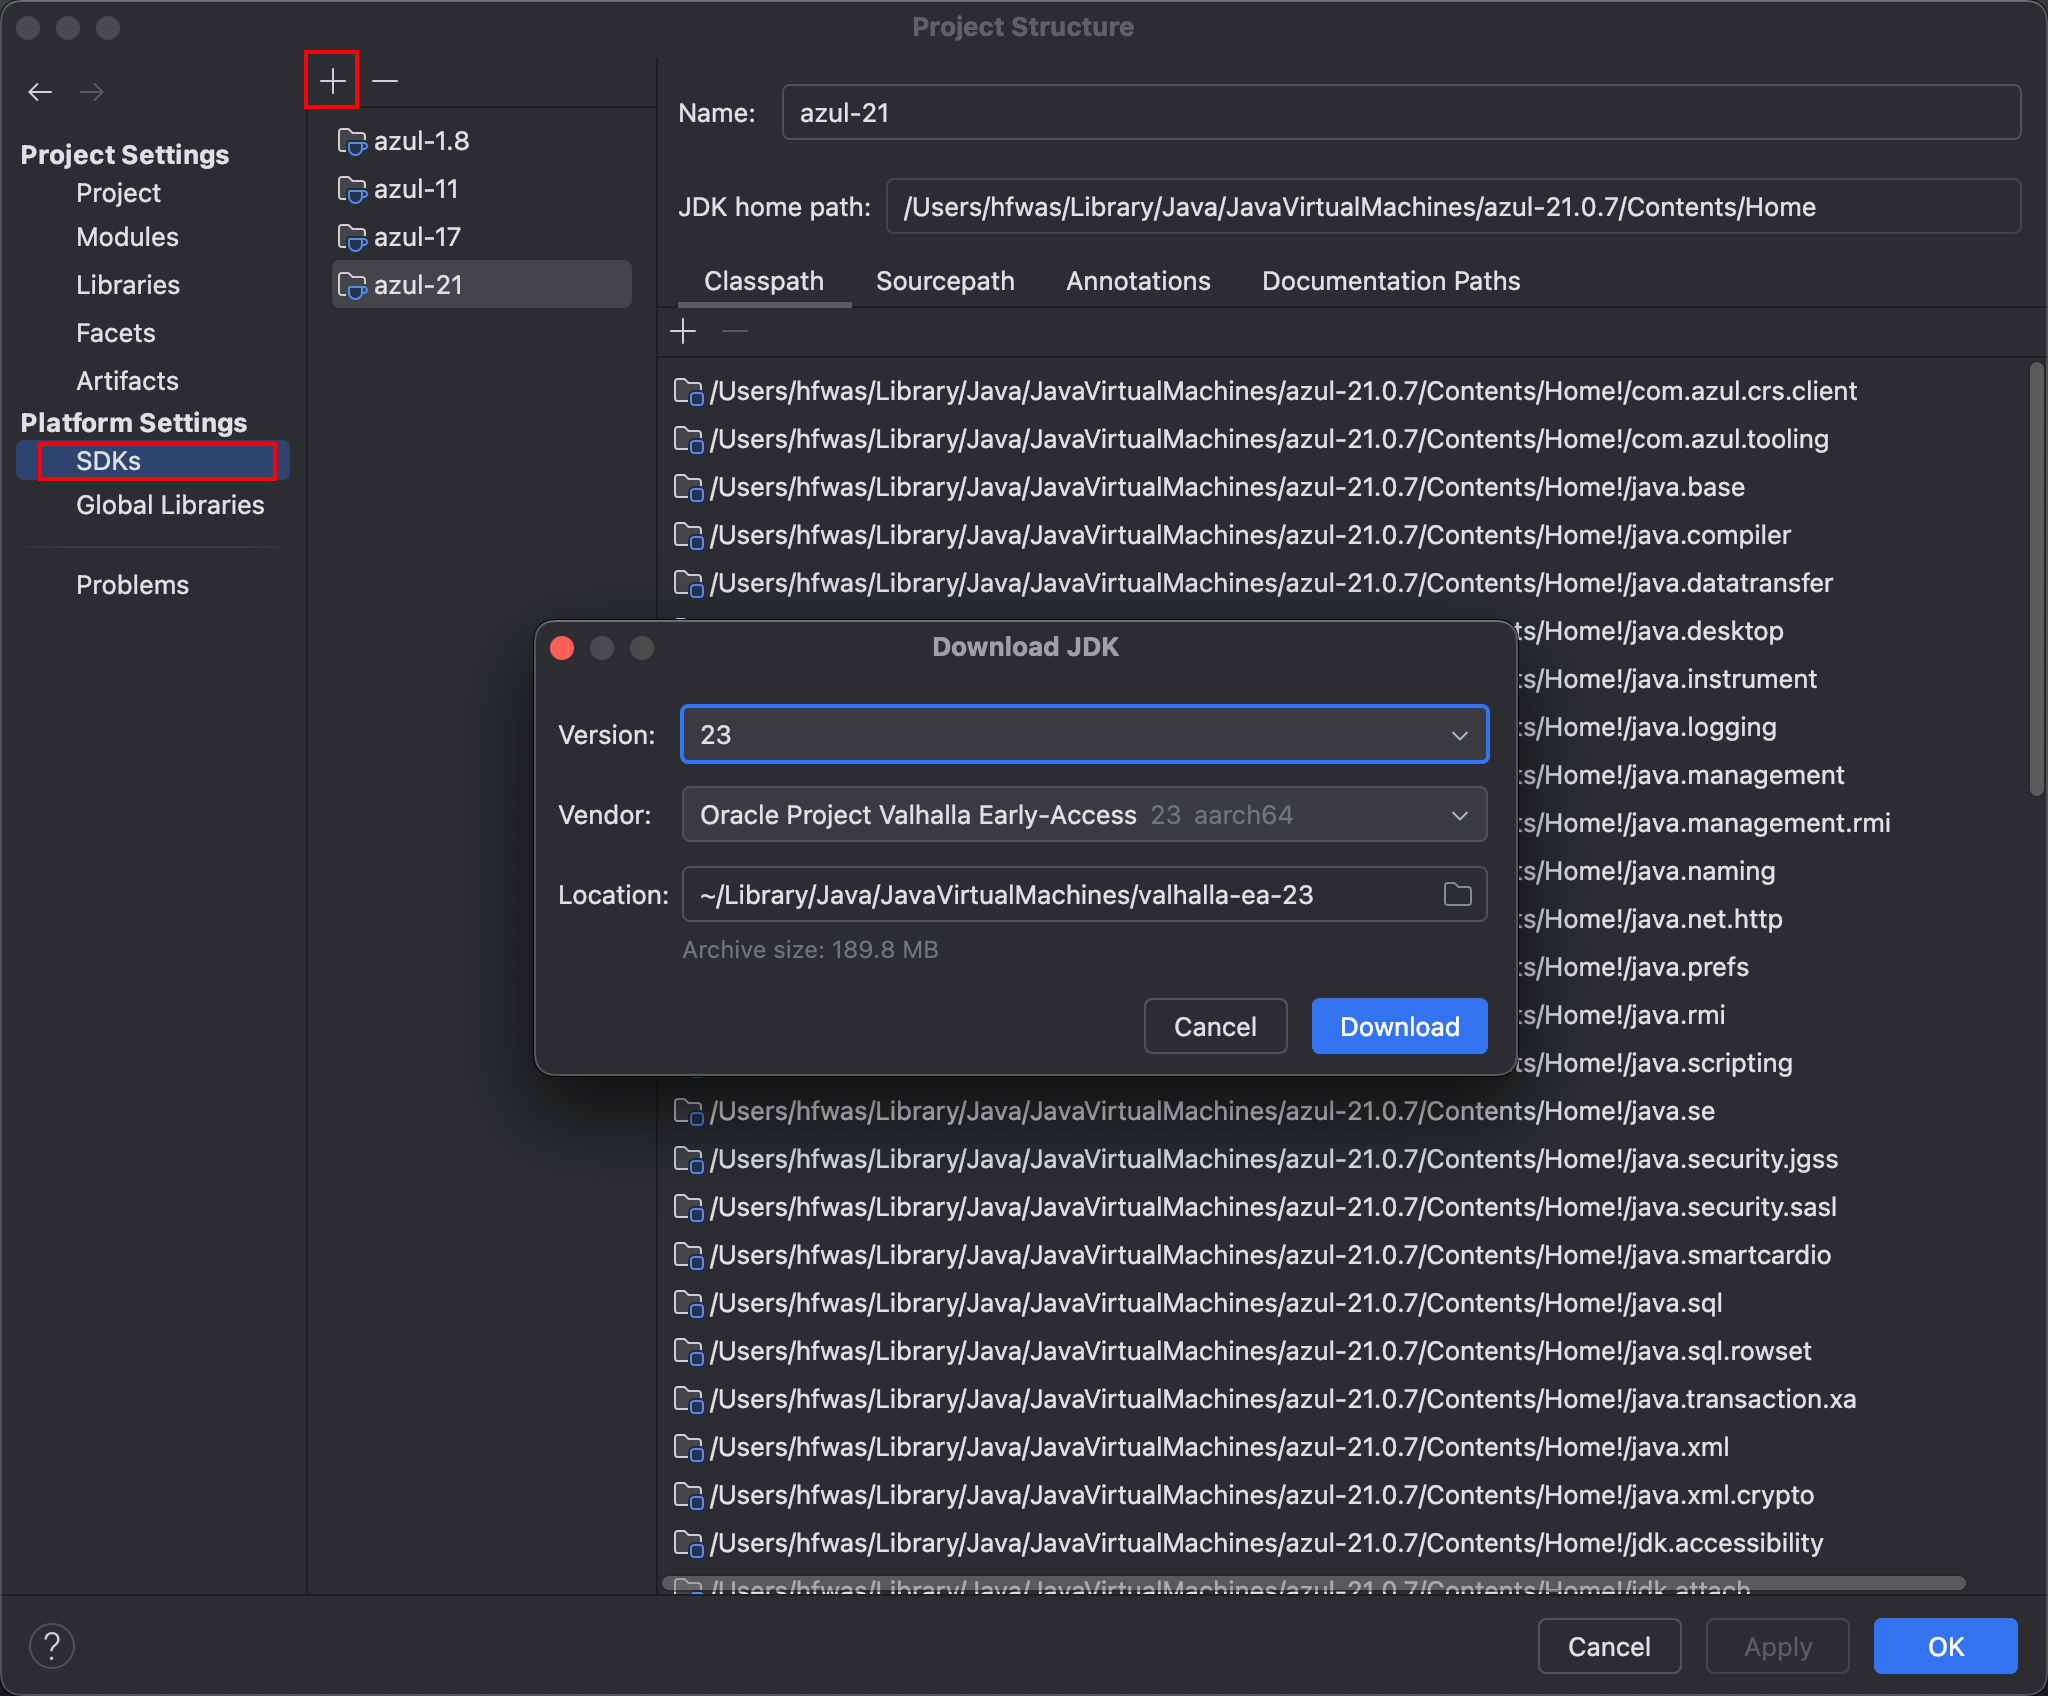 Project Structure
Project Settings
Project
Modules
Libraries
Facets
Artifacts
Platform Settings
SDKs
Global Libraries
Problems
azul-1.8
azul-11
azul-17
azul-21
Name: azul-21
JDK home path: /Users/hfwas/Library/Java/JavaVirtualMachines/azul-21.0.7/Contents/Home
Classpath Sourcepath Annotations Documentation Paths
/Users/hfwas/Library/Java/JavaVirtualMachines/azul-21.0.7/Contents/Home!/com.azul.crs.client
/Users/hfwas/Library/Java/JavaVirtualMachines/azul-21.0.7/Contents/Home!/com.azul.tooling
/Users/hfwas/Library/Java/JavaVirtualMachines/azul-21.0.7/Contents/Home!/java.base
/Users/hfwas/Library/Java/JavaVirtualMachines/azul-21.0.7/Contents/Home!/java.compiler
/Users/hfwas/Library/Java/JavaVirtualMachines/azul-21.0.7/Contents/Home!/java.datatransfer
ts/Home!/java.desktop
ts/Home!/java.instrument
ts/Home!/java.logging
ts/Home!/java.management
ts/Home!/java.management.rmi
ts/Home!/java.naming
ts/Home!/java.net.http
ts/Home!/java.prefs
ts/Home!/java.rmi
ts/Home!/java.scripting
/Users/hfwas/Library/Java/JavaVirtualMachines/azul-21.0.7/Contents/Home!/java.se
/Users/hfwas/Library/Java/JavaVirtualMachines/azul-21.0.7/Contents/Home!/java.security.jgss
/Users/hfwas/Library/Java/JavaVirtualMachines/azul-21.0.7/Contents/Home!/java.security.sasl
/Users/hfwas/Library/Java/JavaVirtualMachines/azul-21.0.7/Contents/Home!/java.smartcardio
/Users/hfwas/Library/Java/JavaVirtualMachines/azul-21.0.7/Contents/Home!/java.sql
/Users/hfwas/Library/Java/JavaVirtualMachines/azul-21.0.7/Contents/Home!/java.sql.rowset
/Users/hfwas/Library/Java/JavaVirtualMachines/azul-21.0.7/Contents/Home!/java.transaction.xa
/Users/hfwas/Library/Java/JavaVirtualMachines/azul-21.0.7/Contents/Home!/java.xml
/Users/hfwas/Library/Java/JavaVirtualMachines/azul-21.0.7/Contents/Home!/java.xml.crypto
/Users/hfwas/Library/Java/JavaVirtualMachines/azul-21.0.7/Contents/Home!/jdk.accessibility
/Users/hfwas/Library/Java/JavaVirtualMachines/azul-21.0.7/Contents/Home!/jdk.attach
Download JDK
Version: 23
Vendor: Oracle Project Valhalla Early-Access 23 aarch64
Location: ~/Library/Java/JavaVirtualMachines/valhalla-ea-23
Archive size: 189.8 MB
Cancel Download
? Cancel Apply OK